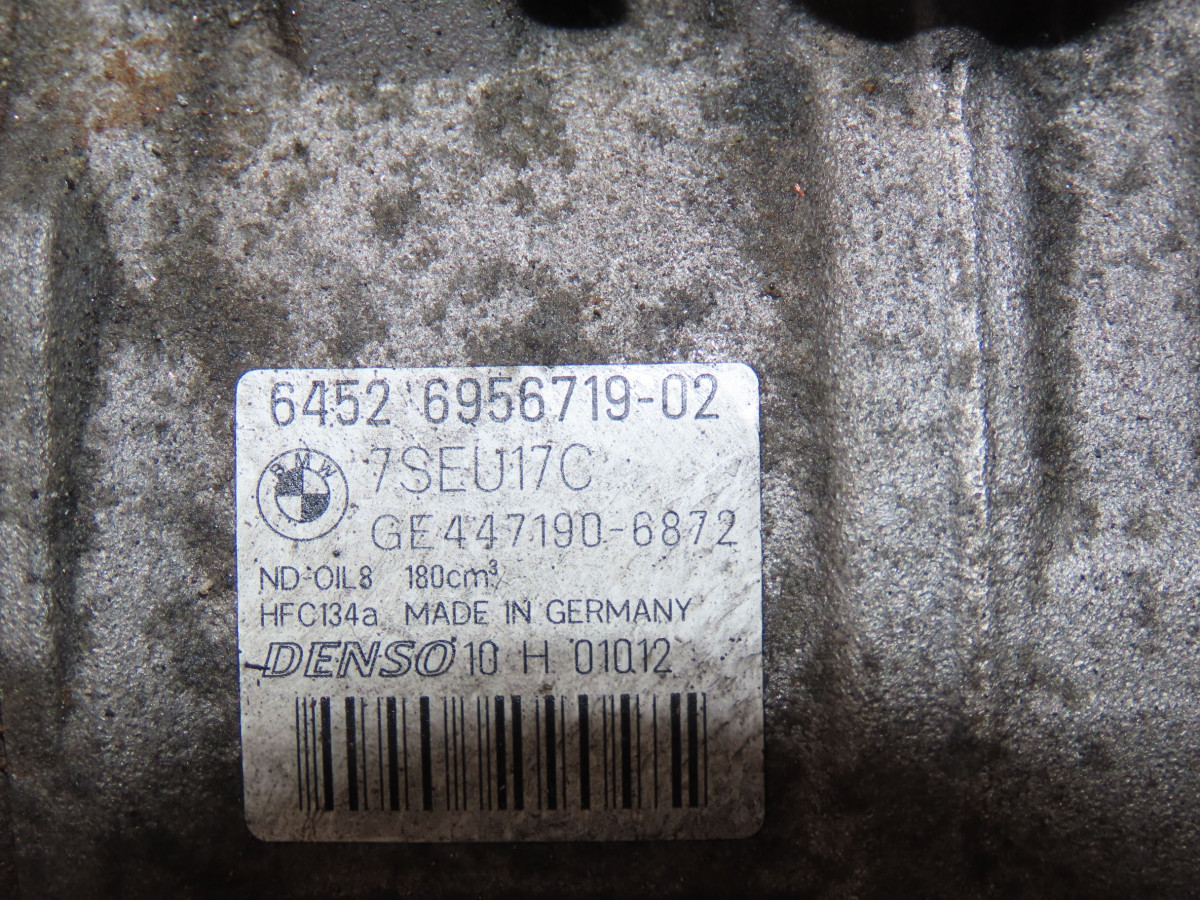 6452 6956719-02
BMW 7SEU17C
GE447190-6872
ND-OIL8 180cm³
HFC134a MADE IN GERMANY
DENSO 10 H 01012